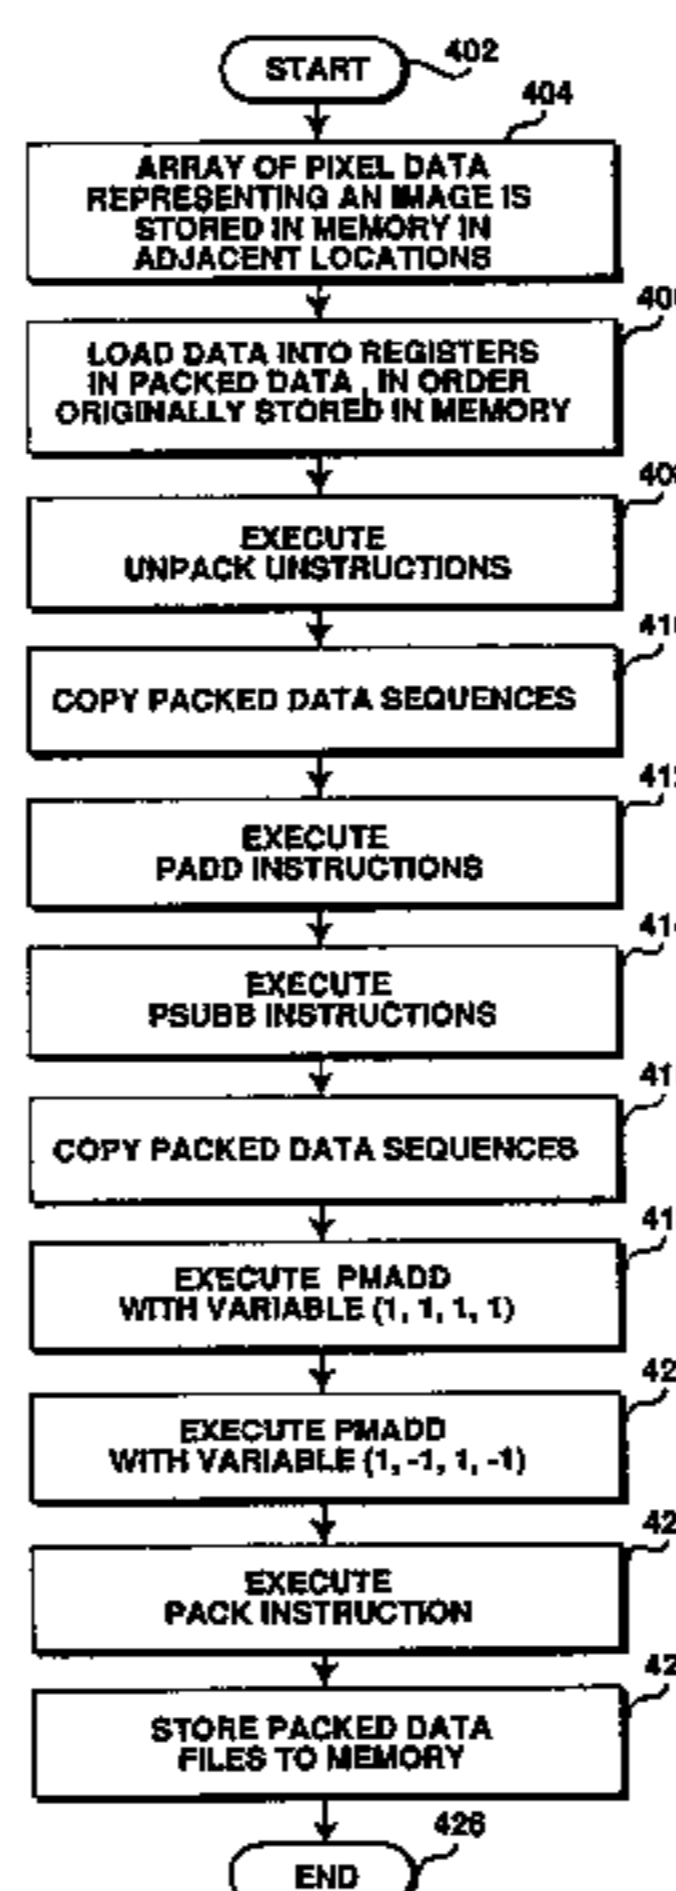 START
402
404
ARRAY OF PIXEL DATA
REPRESENTING AN IMAGE IS
STORED IN MEMORY IN
ADJACENT LOCATIONS
LOAD DATA INTO REGISTERS
IN PACKED DATA , IN ORDER
ORIGINALLY STORED IN MEMORY
EXECUTE
UNPACK UNSTRUCTIONS
COPY PACKED DATA SEQUENCES
EXECUTE
PADD INSTRUCTIONS
EXECUTE
PSUBB INSTRUCTIONS
COPY PACKED DATA SEQUENCES
EXECUTE PMADD
WITH VARIABLE (1, 1, 1, 1)
EXECUTE PMADD
WITH VARIABLE (1, -1, 1, -1)
EXECUTE
PACK INSTRUCTION
STORE PACKED DATA
FILES TO MEMORY
426
END